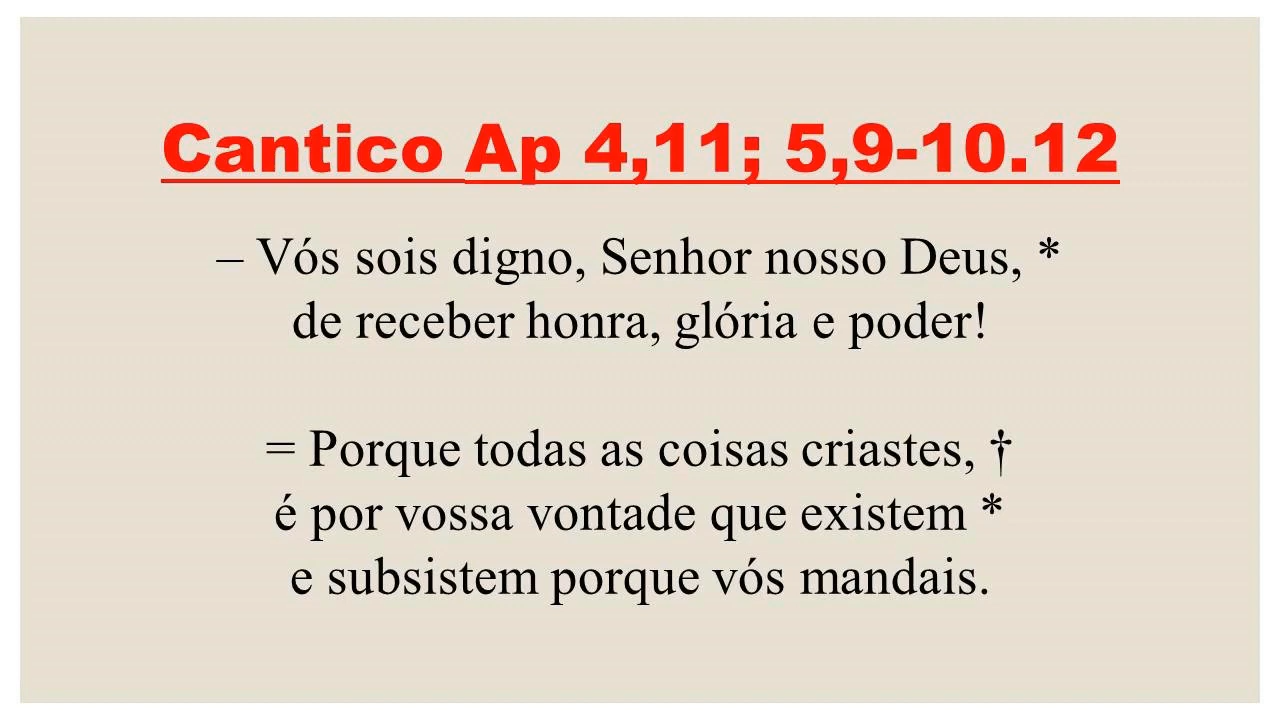 Cantico Ap 4,11; 5,9-10.12
– Vós sois digno, Senhor nosso Deus, *
de receber honra, glória e poder!
= Porque todas as coisas criastes, †
é por vossa vontade que existem *
e subsistem porque vós mandais.